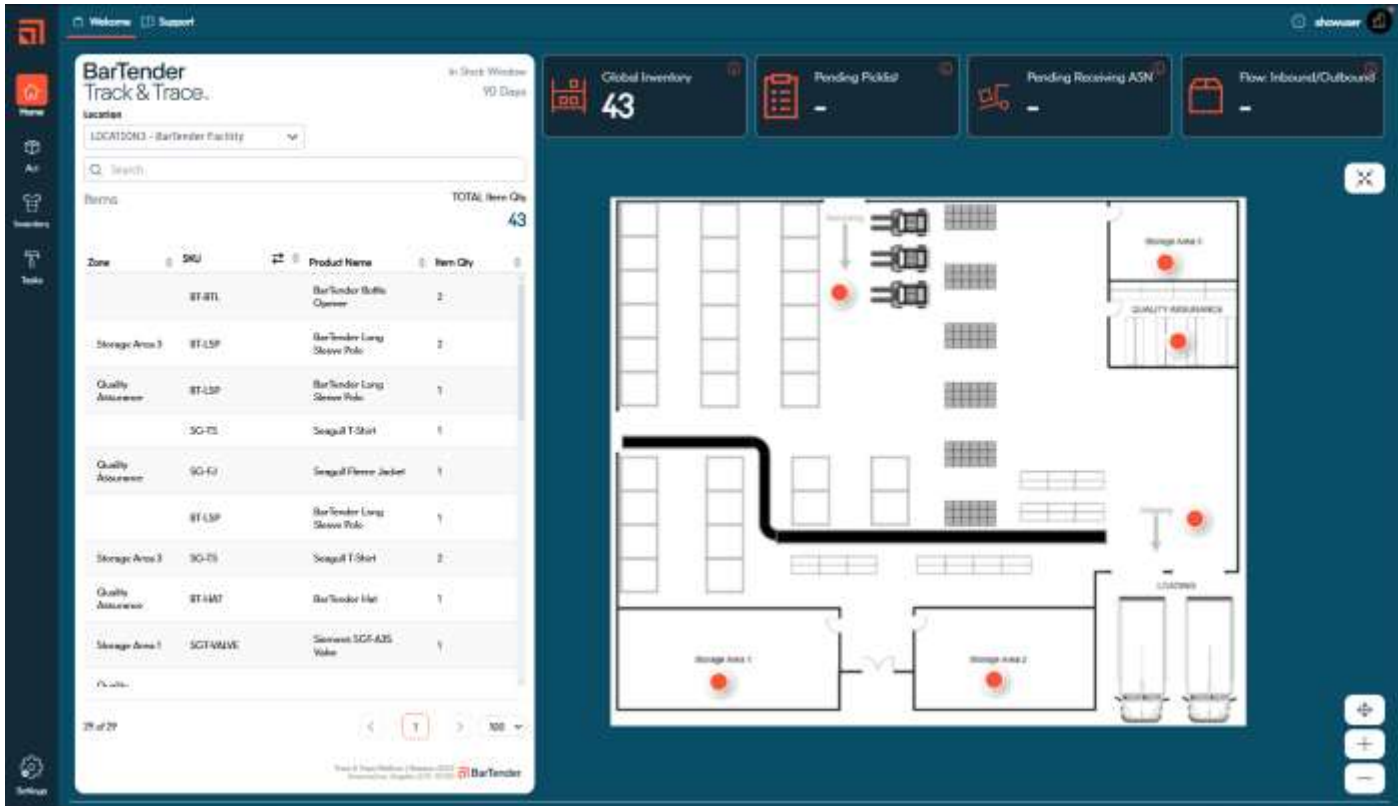 Welcome Support
showuser
Home
Inventory
Tasks
Settings
BarTender
Track & Trace.
In Stock Window
90 Days
Location
LOCATION3 - BarTender Factory
Search
Items
TOTAL Item Qty
43
Zone SKU Product Name Item Qty
BT-BTL BarTender Bottle Opener 2
Storage Area 3 BT-LSP BarTender Long Sleeve Polo 2
Quality Assurance BT-LSP BarTender Long Sleeve Polo 1
SG-TS Seagull T-Shirt 1
Quality Assurance SG-FJ Seagull Fleece Jacket 1
BT-LSP BarTender Long Sleeve Polo 1
Storage Area 3 SG-TS Seagull T-Shirt 2
Quality Assurance BT-HAT BarTender Hat 1
Storage Area 1 SGT-VALVE Siemens SGT-A35 Valve 1
Quality
29 of 29
1
100
BarTender
Global Inventory
43
Pending Picklist
-
Pending Receiving ASN
-
Flow: Inbound/Outbound
-
Storage Area 3
QUALITY ASSURANCE
LOADING
Storage Area 1
Storage Area 2